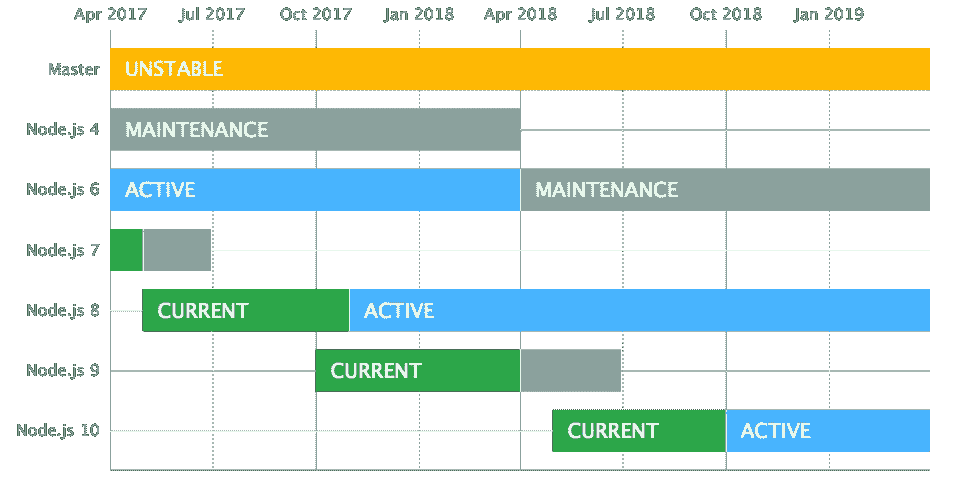 Apr 2017 Jul 2017 Oct 2017 Jan 2018 Apr 2018 Jul 2018 Oct 2018 Jan 2019
Master UNSTABLE
Node.js 4 MAINTENANCE
Node.js 6 ACTIVE MAINTENANCE
Node.js 7
Node.js 8 CURRENT ACTIVE
Node.js 9 CURRENT
Node.js 10 CURRENT ACTIVE